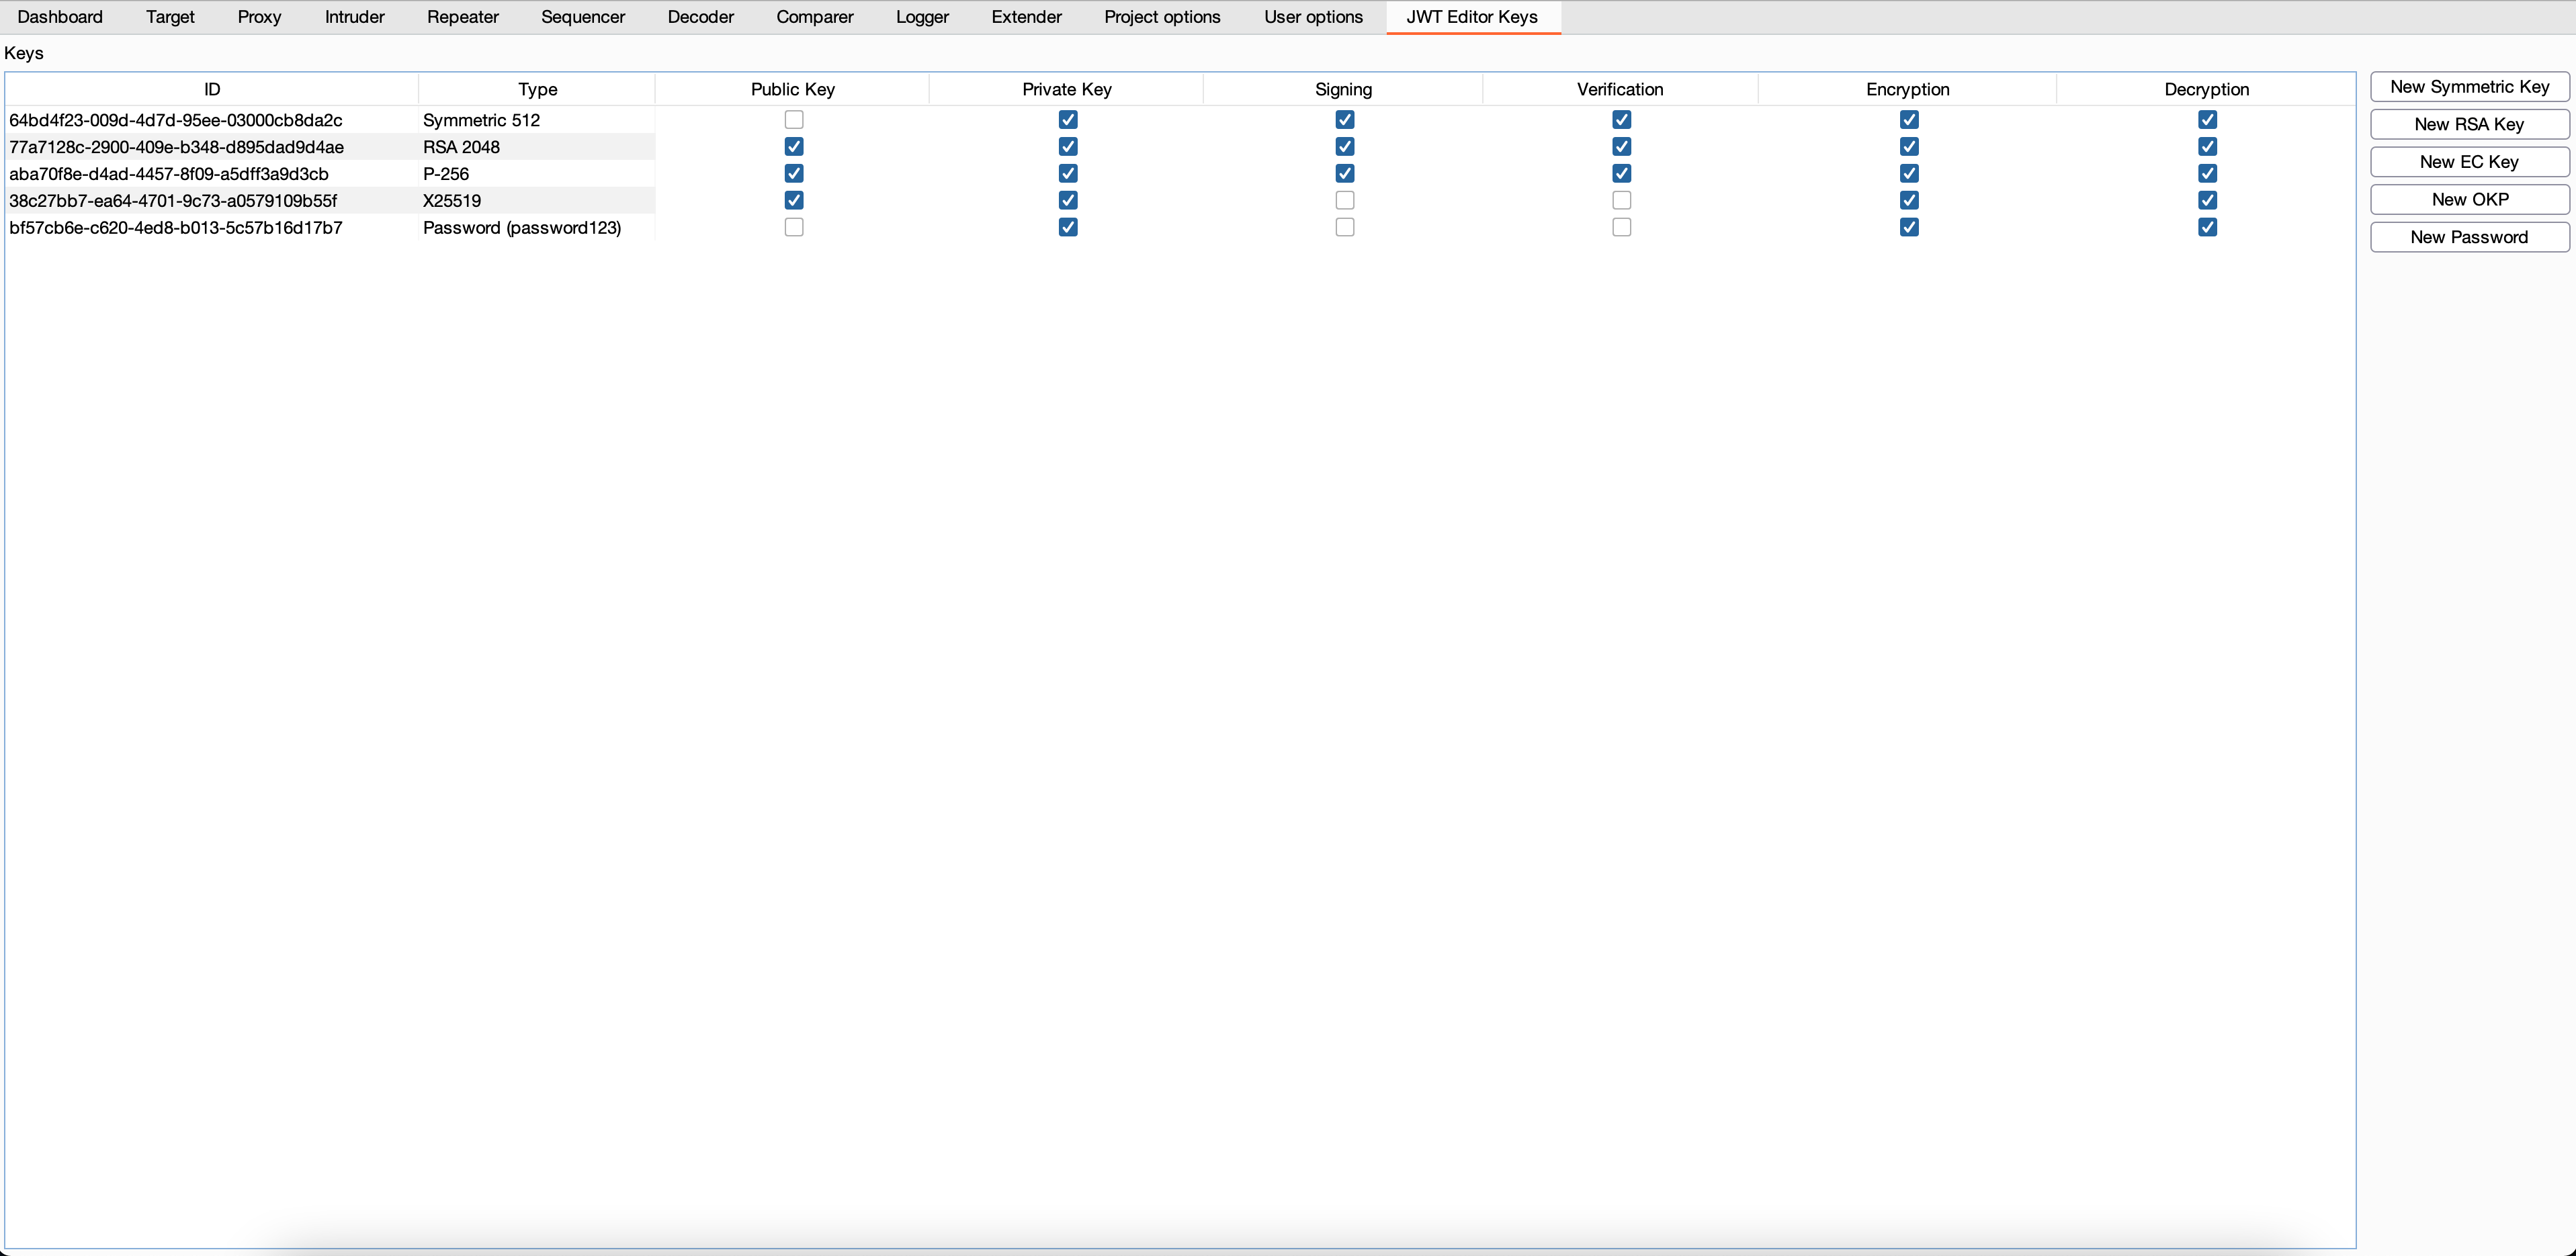 Dashboard Target Proxy Intruder Repeater Sequencer Decoder Comparer Logger Extender Project options User options JWT Editor Keys
Keys
ID Type Public Key Private Key Signing Verification Encryption Decryption
64bd4f23-009d-4d7d-95ee-03000cb8da2c Symmetric 512
77a7128c-2900-409e-b348-d895dad9d4ae RSA 2048
aba70f8e-d4ad-4457-8f09-a5dff3a9d3cb P-256
38c27bb7-ea64-4701-9c73-a0579109b55f X25519
bf57cb6e-c620-4ed8-b013-5c57b16d17b7 Password (password123)
New Symmetric Key
New RSA Key
New EC Key
New OKP
New Password